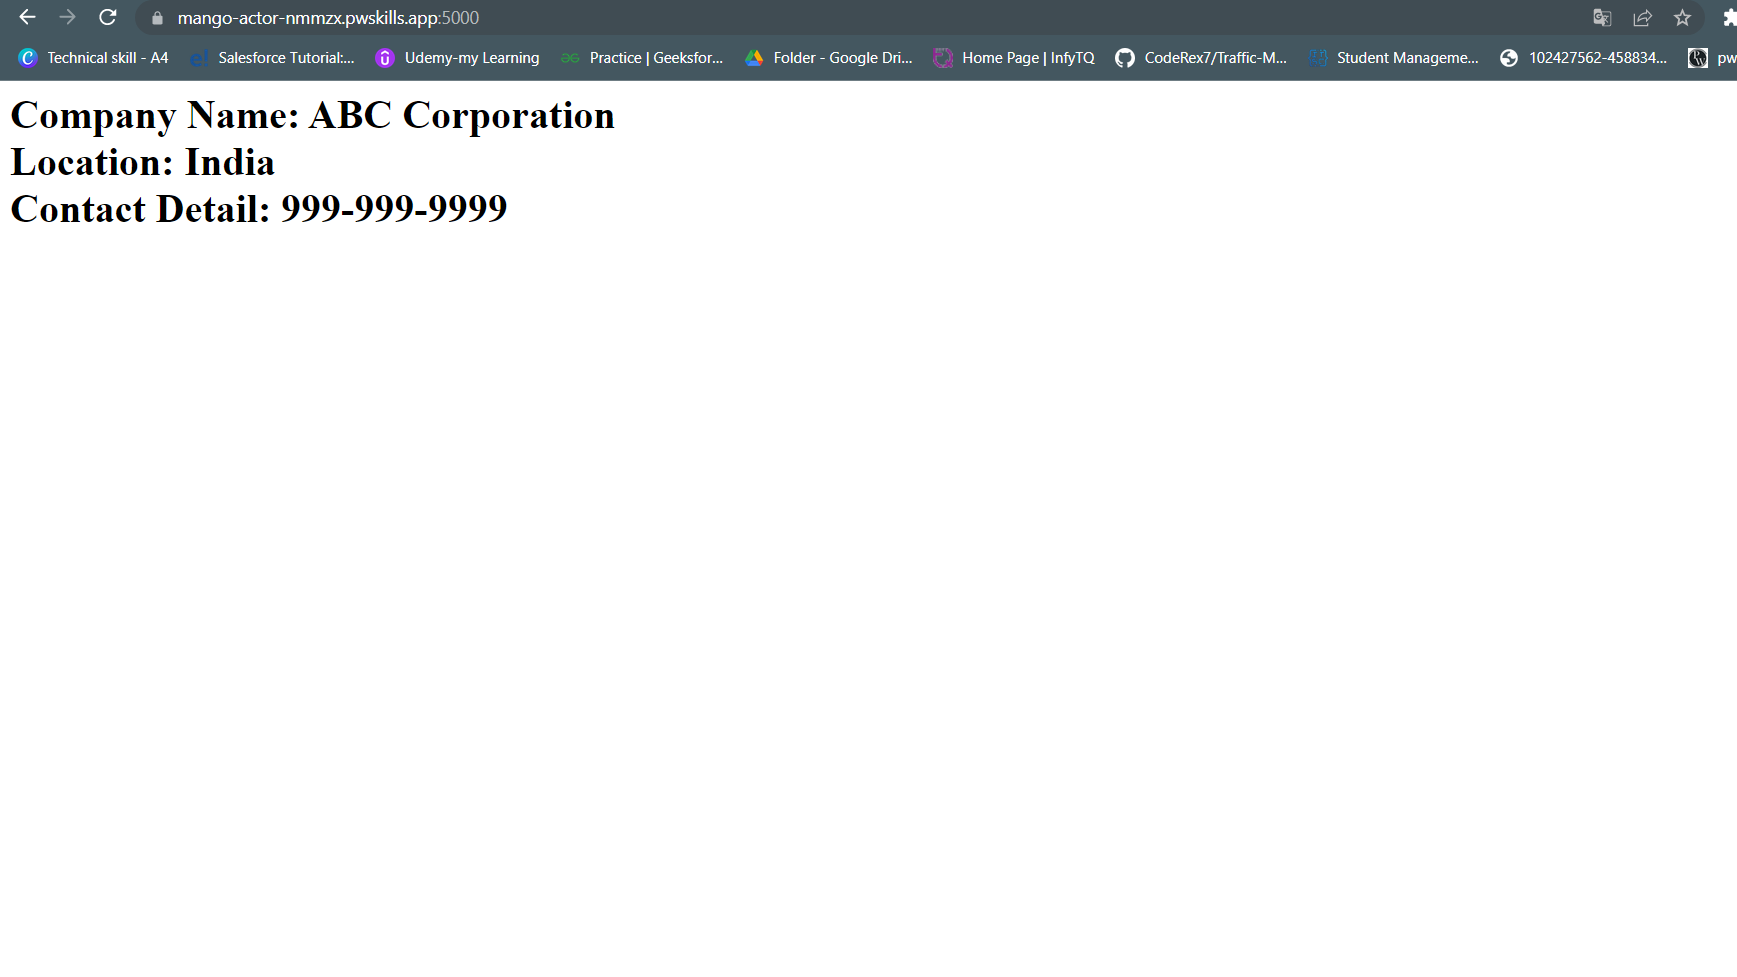 mango-actor-nmmzx.pwskills.app:5000
Technical skill - A4 Salesforce Tutorial:... Udemy-my Learning Practice | Geeksfor... Folder - Google Dri... Home Page | InfyTQ CodeRex7/Traffic-M... Student Manageme... 102427562-458834... pw
Company Name: ABC Corporation
Location: India
Contact Detail: 999-999-9999